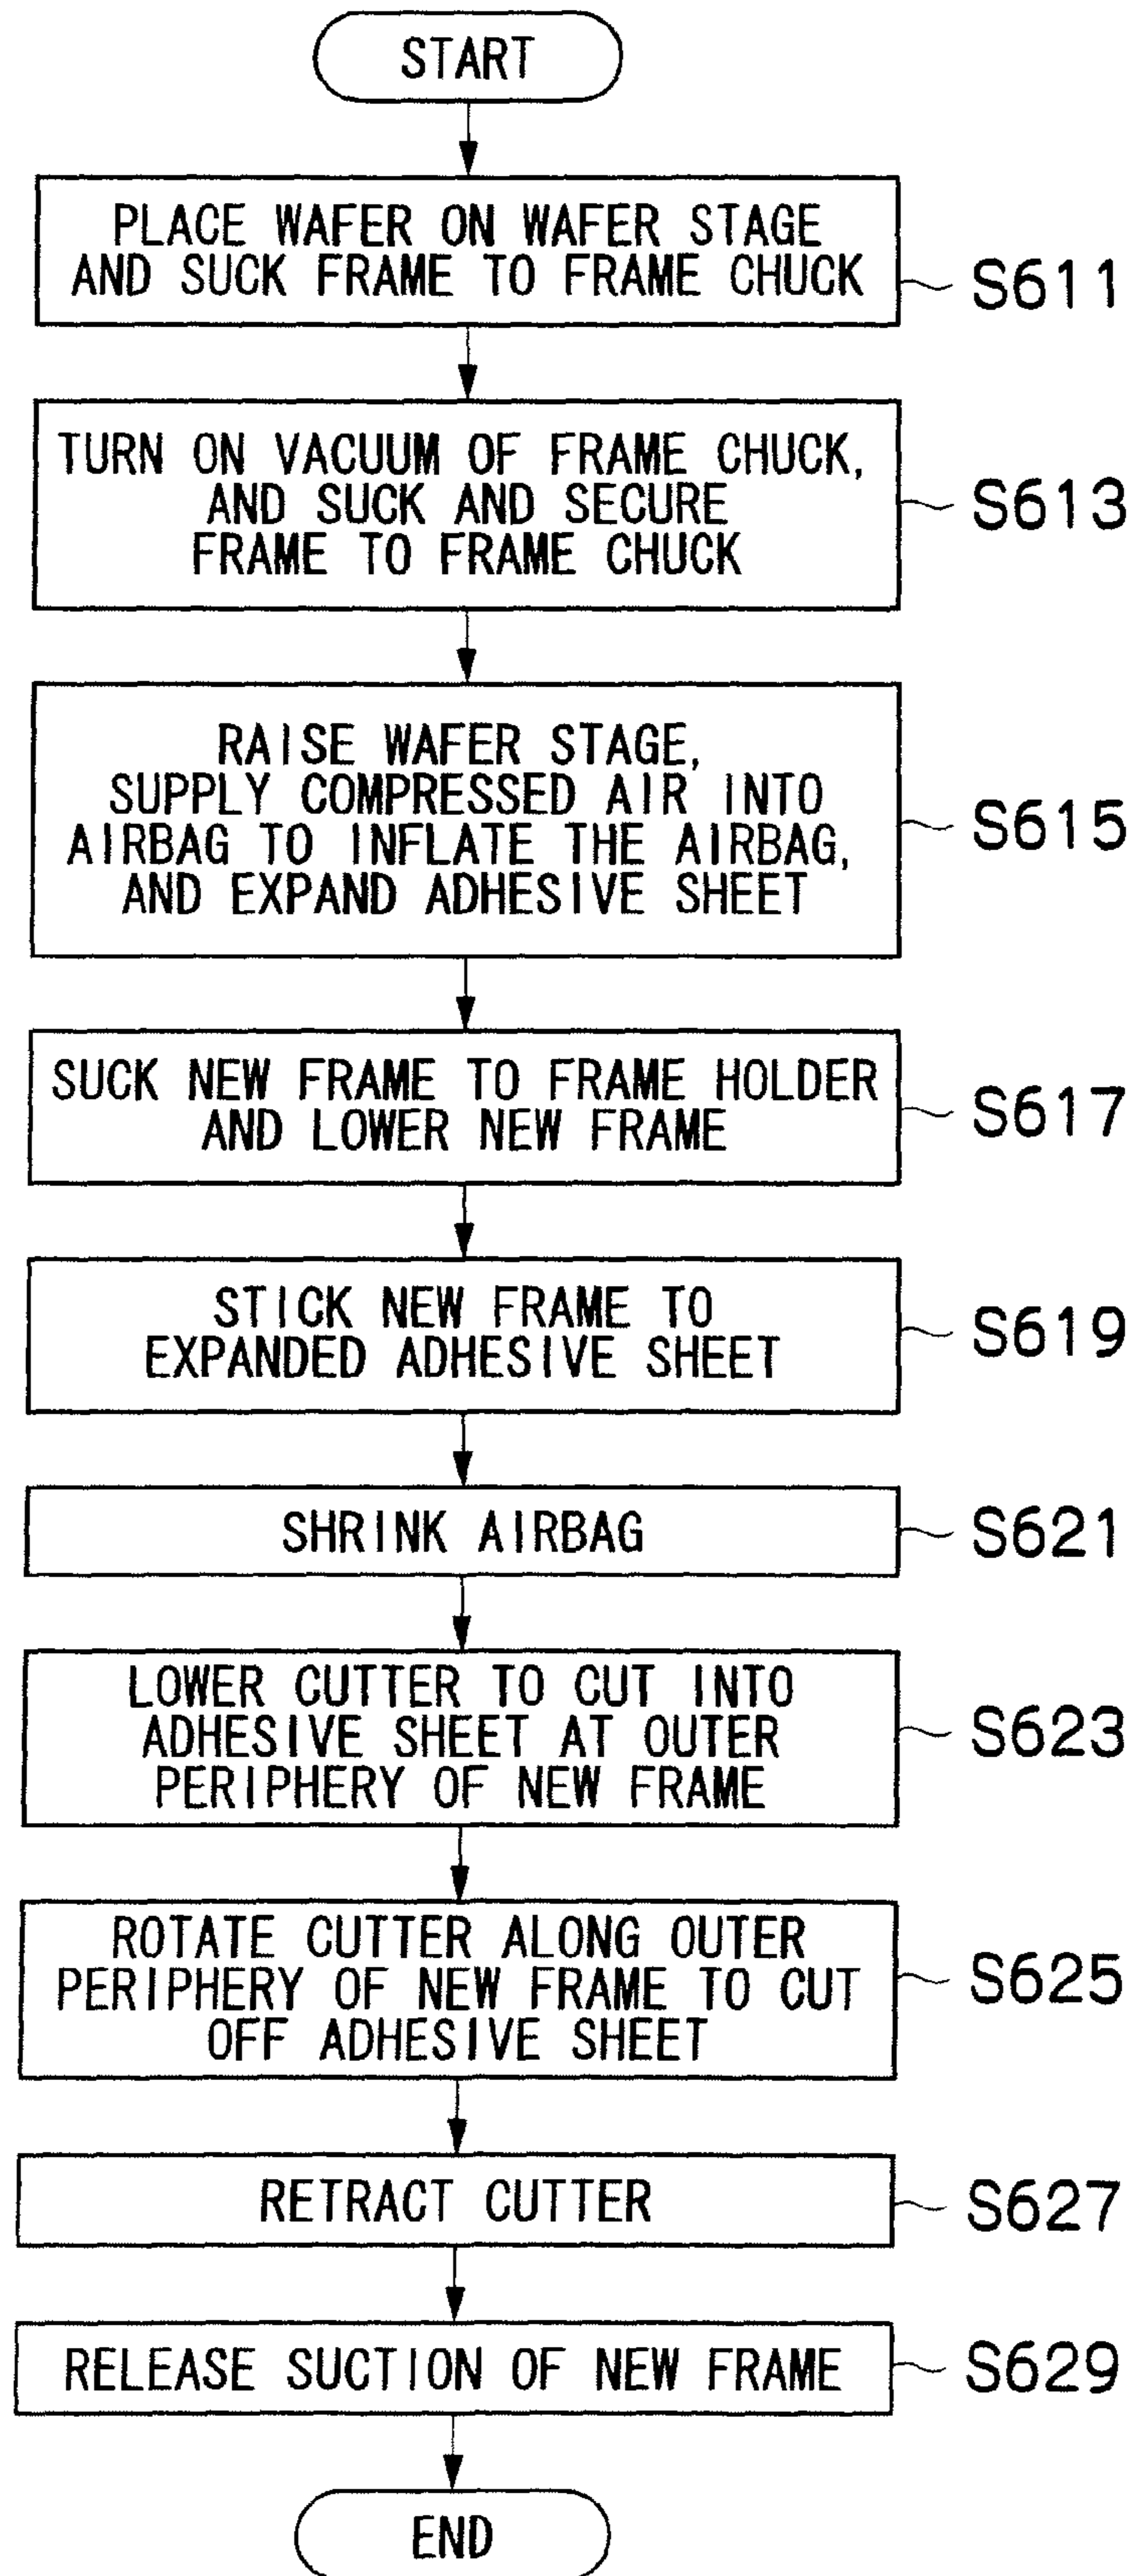 START
PLACE WAFER ON WAFER STAGE
AND SUCK FRAME TO FRAME CHUCK
S611
TURN ON VACUUM OF FRAME CHUCK,
AND SUCK AND SECURE
FRAME TO FRAME CHUCK
S613
RAISE WAFER STAGE,
SUPPLY COMPRESSED AIR INTO
AIRBAG TO INFLATE THE AIRBAG,
AND EXPAND ADHESIVE SHEET
S615
SUCK NEW FRAME TO FRAME HOLDER
AND LOWER NEW FRAME
S617
STICK NEW FRAME TO
EXPANDED ADHESIVE SHEET
S619
SHRINK AIRBAG
S621
LOWER CUTTER TO CUT INTO
ADHESIVE SHEET AT OUTER
PERIPHERY OF NEW FRAME
S623
ROTATE CUTTER ALONG OUTER
PERIPHERY OF NEW FRAME TO CUT
OFF ADHESIVE SHEET
S625
RETRACT CUTTER
S627
RELEASE SUCTION OF NEW FRAME
S629
END